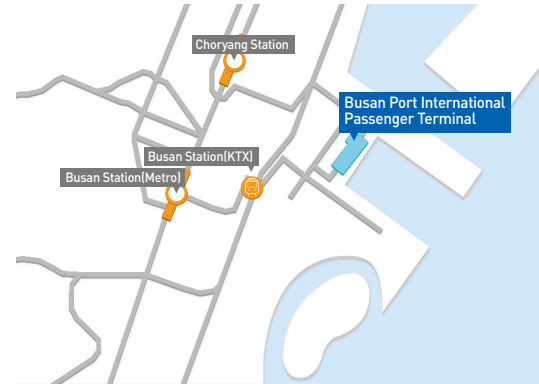 Choryang Station
Busan Port International
Passenger Terminal
Busan Station(KTX)
Busan Station(Metro)